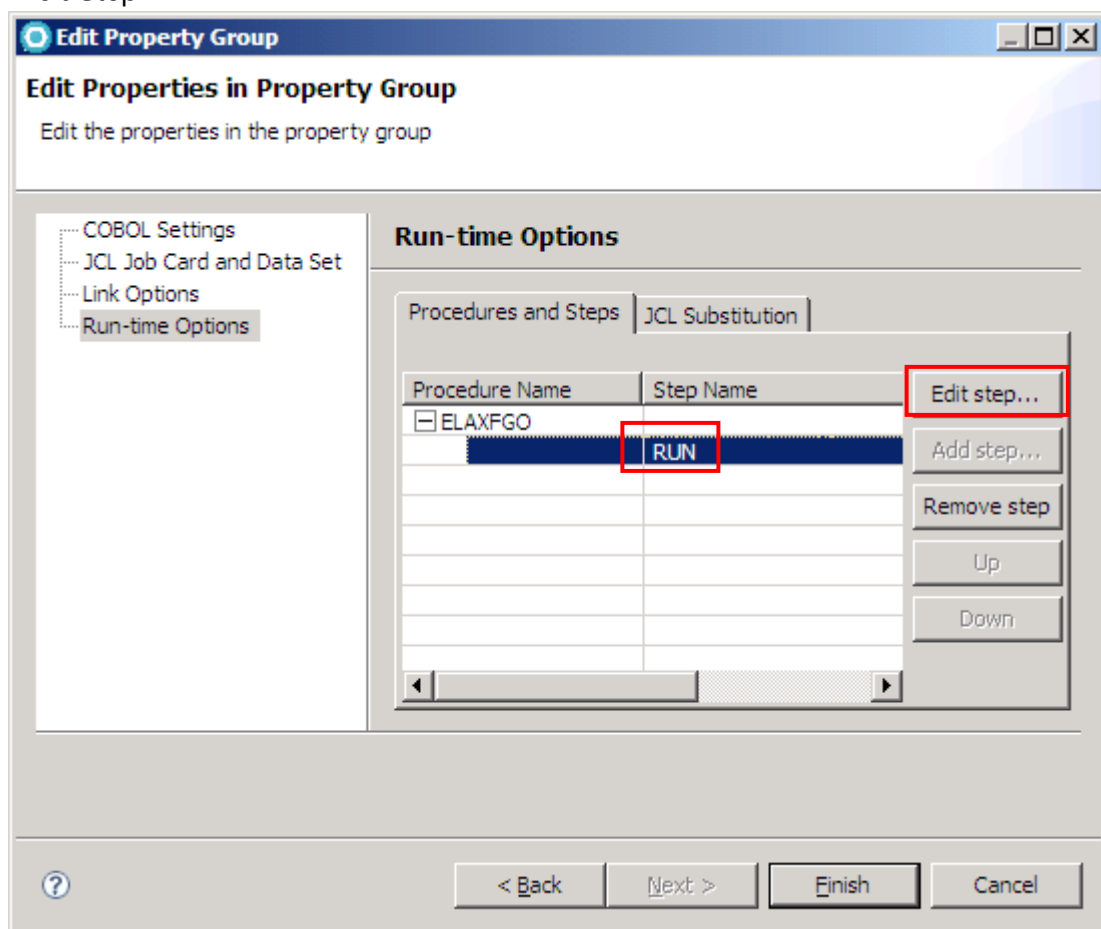 Edit Property Group
Edit Properties in Property Group
Edit the properties in the property group
COBOL Settings
JCL Job Card and Data Set
Link Options
Run-time Options
Run-time Options
Procedures and Steps
JCL Substitution
Procedure Name
Step Name
ELAXFGO
RUN
Edit step...
Add step...
Remove step
Up
Down
< Back
Next >
Finish
Cancel